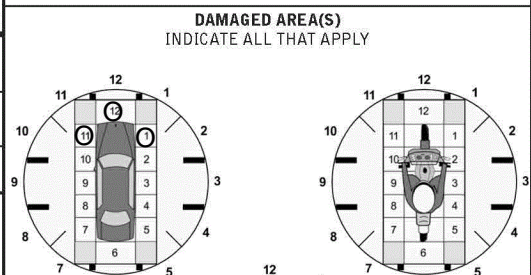 DAMAGED AREA(S)
INDICATE ALL THAT APPLY
12 12
11 1 11 1
12 12
10 11 1 2 10 11 1 2
10 2 10 2
9 9 3 3 9 9 3 3
8 4 8 4
8 7 5 4 8 7 5 4
6 6
7 5 12 7 5